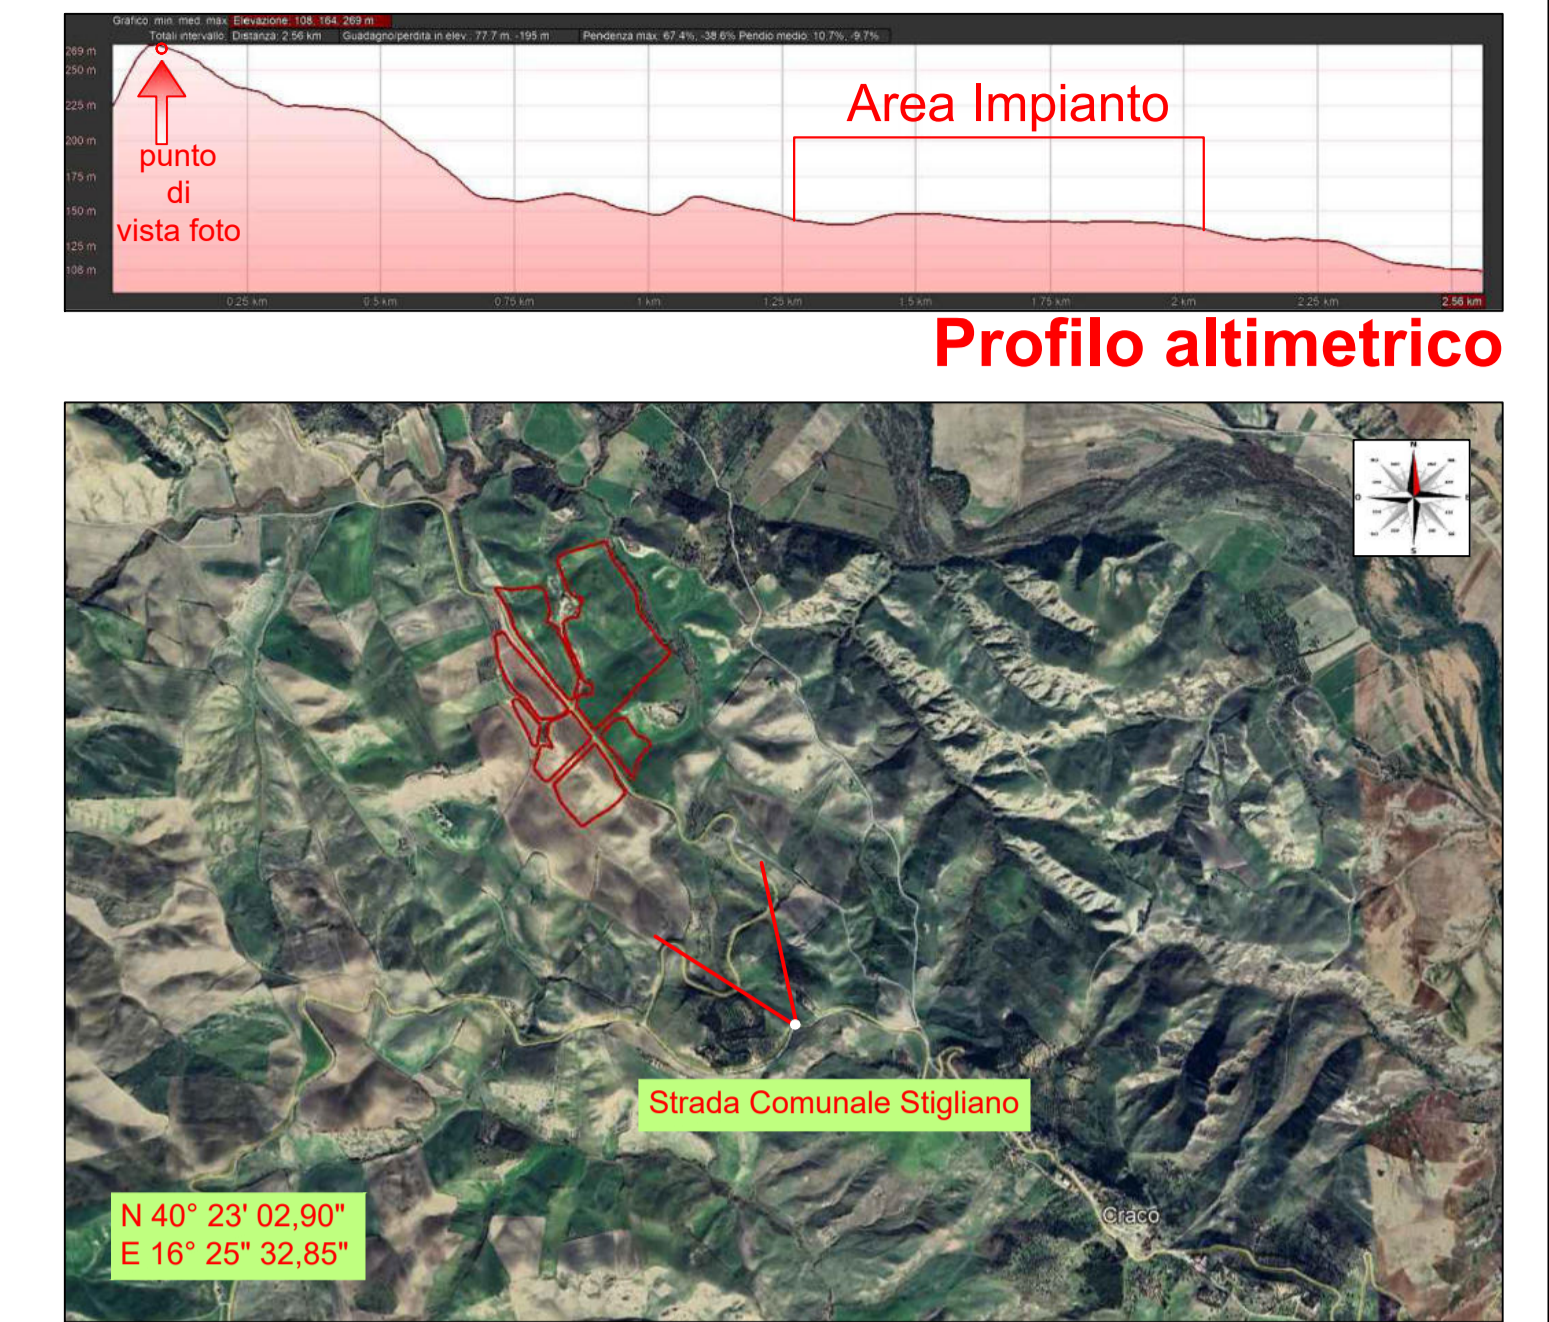 Grafico: min. med. max. Elevazione: 108, 164, 269 m
Totali intervallo: Distanza: 2.56 km Guadagno/perdita in elev.: 77.7 m, -195 m Pendenza max: 67.4%, -38.6% Pendio medio: 10.7%, -9.7%
269 m
250 m
225 m
200 m
175 m
150 m
125 m
108 m
Area Impianto
punto
di
vista foto
0.25 km 0.5 km 0.75 km 1 km 1.25 km 1.5 km 1.75 km 2 km 2.25 km 2.56 km
Profilo altimetrico
N
O E
S
Strada Comunale Stigliano
N 40° 23' 02,90"
E 16° 25" 32,85"
Craco